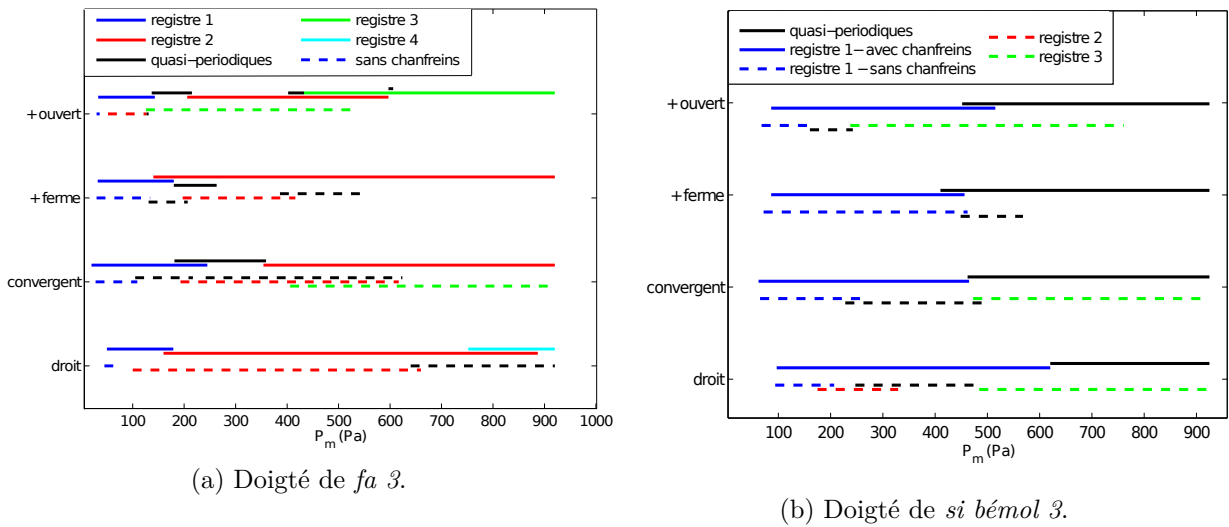 registre 1
registre 2
quasi−periodiques
registre 3
registre 4
sans chanfreins
+ouvert
+ferme
convergent
droit
100 200 300 400 500 600 700 800 900 1000
P_m (Pa)
(a) Doigté de fa 3.
quasi−periodiques
registre 1−avec chanfreins
registre 1−sans chanfreins
registre 2
registre 3
+ouvert
+ferme
convergent
droit
100 200 300 400 500 600 700 800 900
P_m (Pa)
(b) Doigté de si bémol 3.